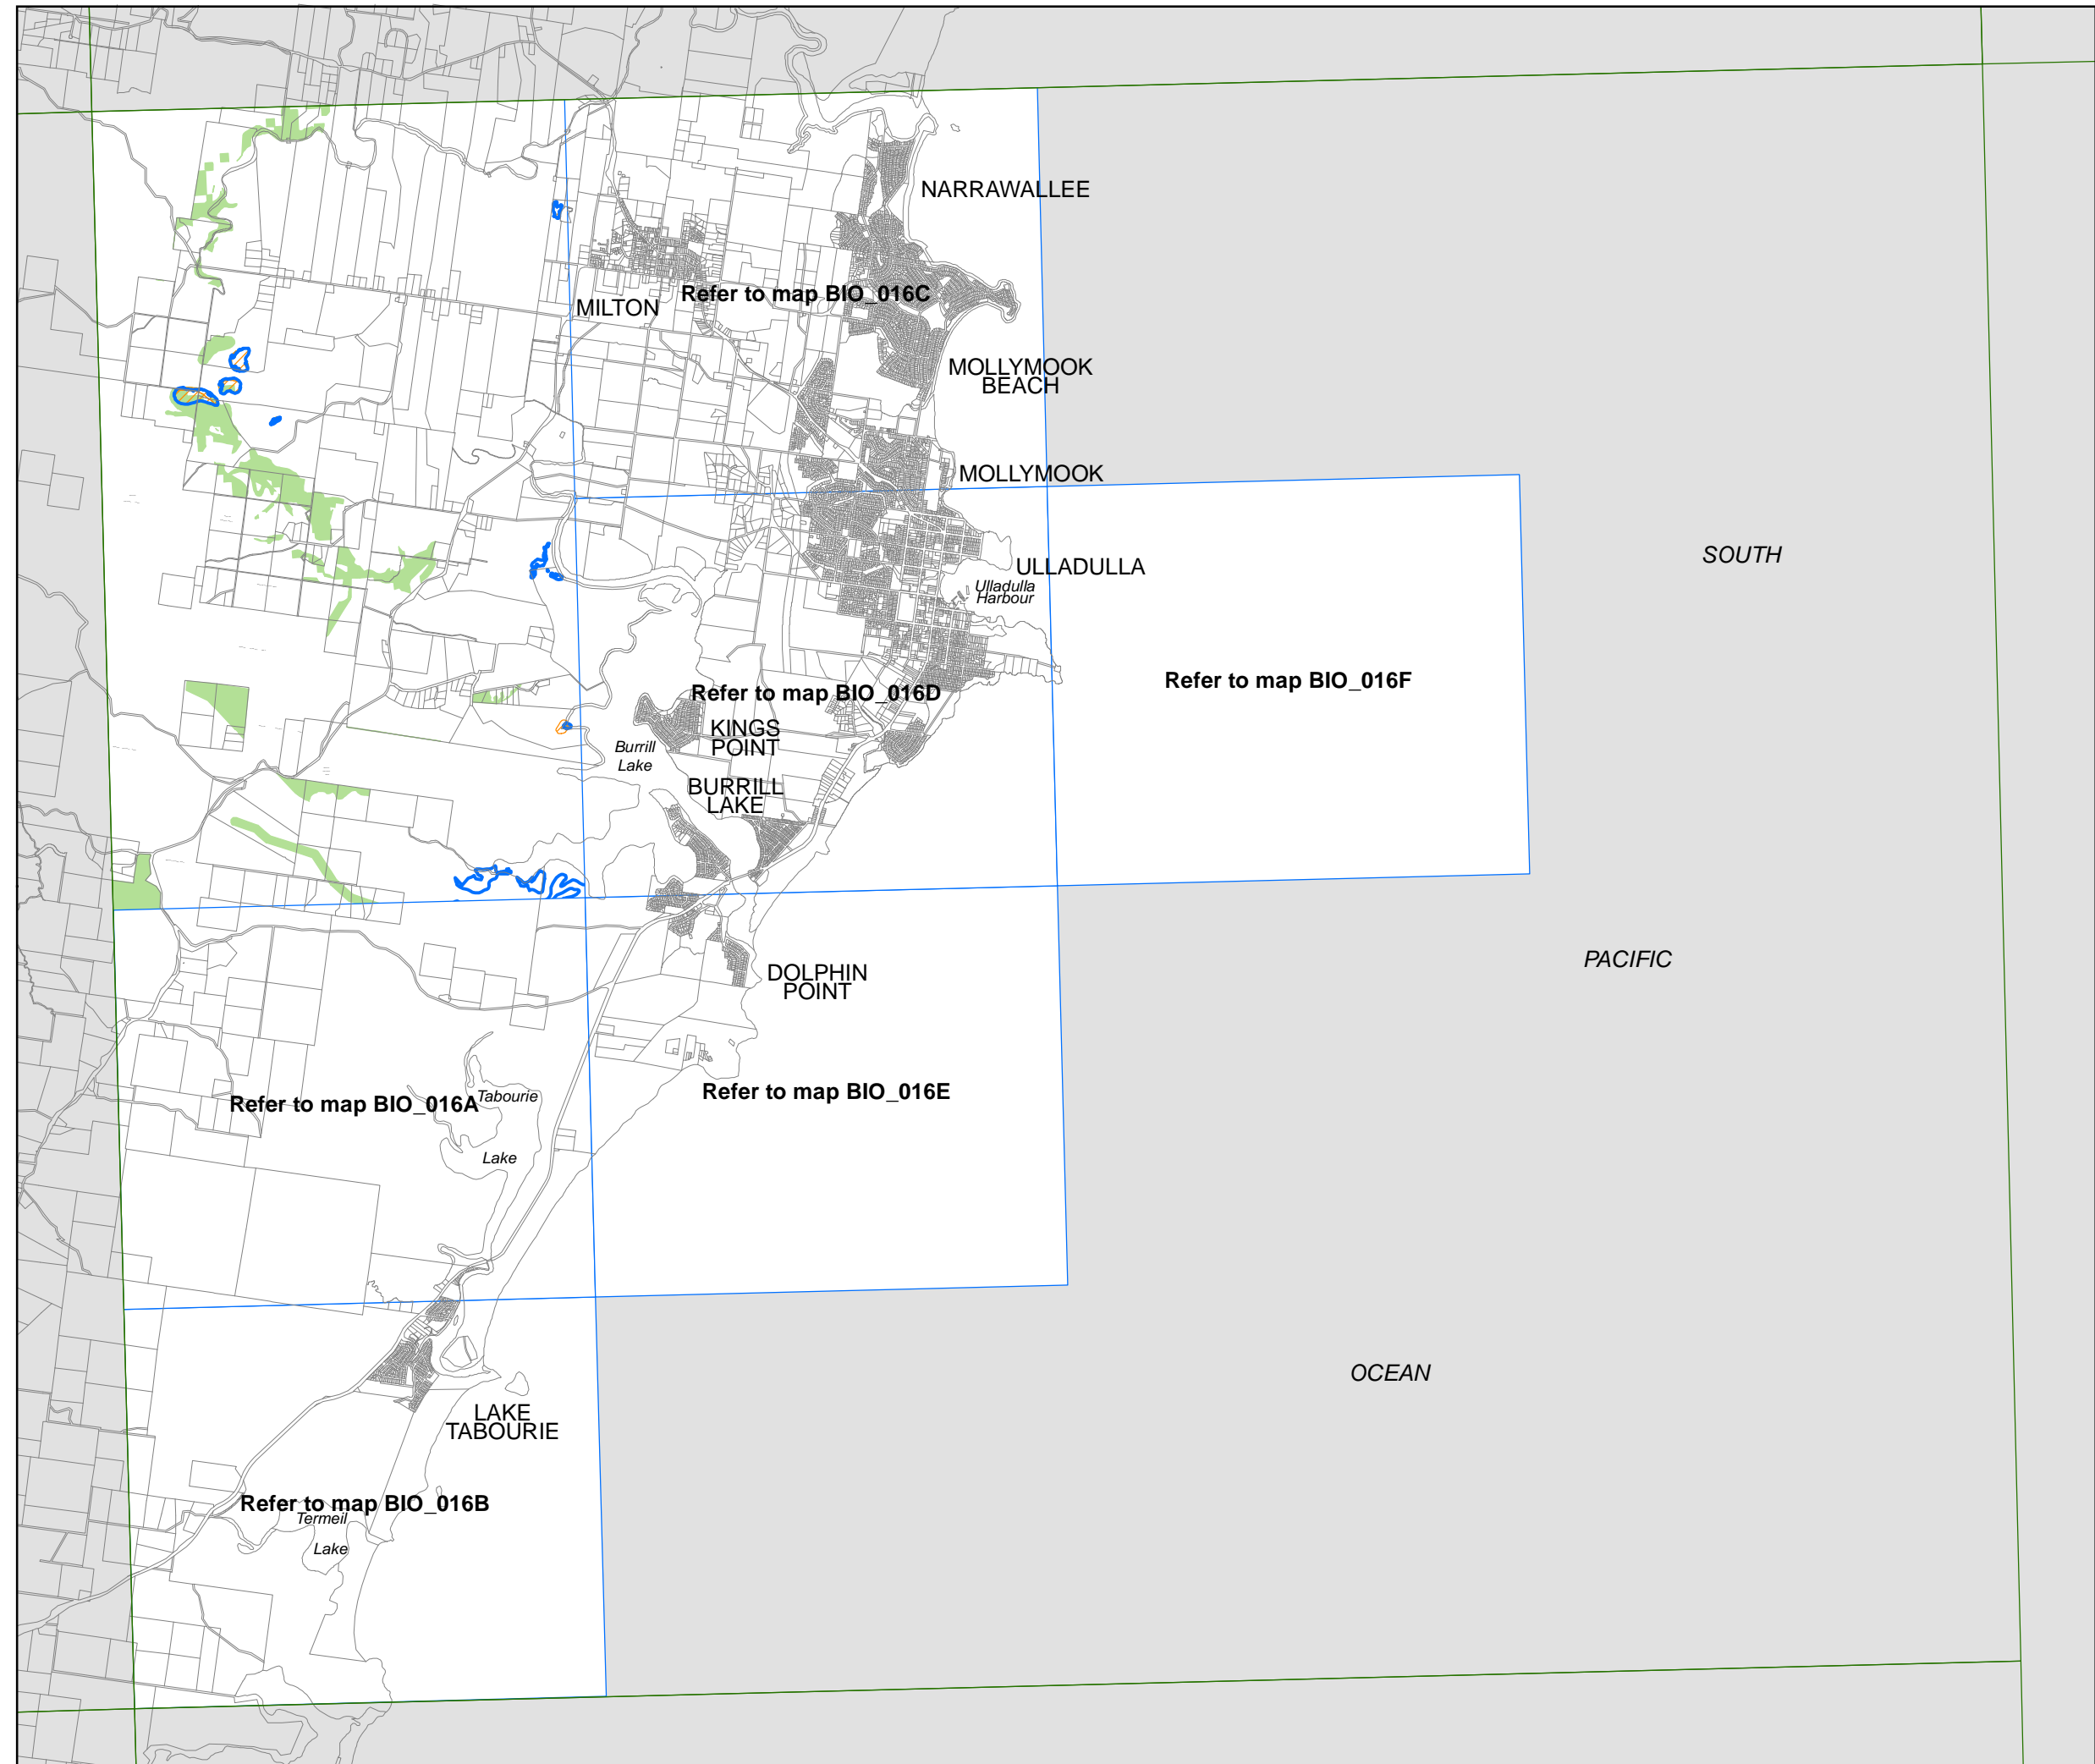 NARRAWALLEE
Refer to map BIO_016C
MILTON
MOLLYMOOK
BEACH
MOLLYMOOK
SOUTH
ULLADULLA
Ulladulla
Harbour
Refer to map BIO_016F
Refer to map BIO_016D
KINGS
POINT
Burrill
Lake
BURRILL
LAKE
PACIFIC
DOLPHIN
POINT
Refer to map BIO_016E
Refer to map BIO_016A
Tabourie
Lake
OCEAN
LAKE
TABOURIE
Refer to map BIO_016B
Termeil
Lake